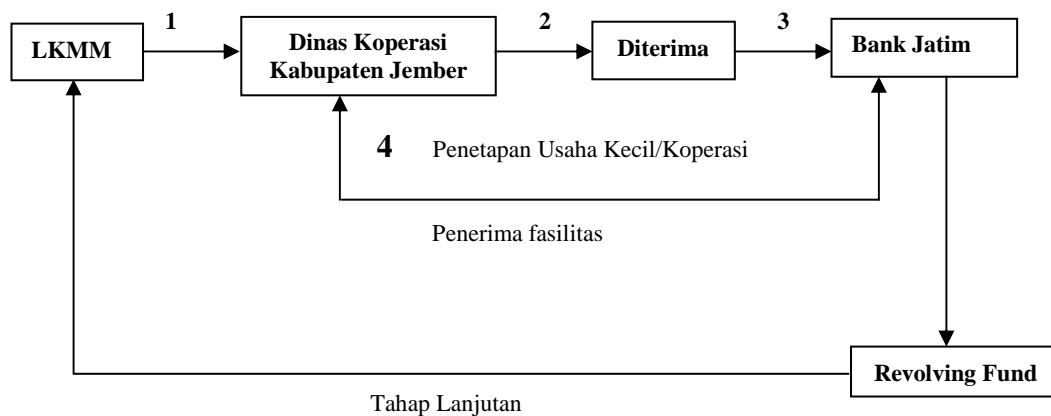 1
2
3
LKMM
Dinas Koperasi
Kabupaten Jember
Diterima
Bank Jatim
4 Penetapan Usaha Kecil/Koperasi
Penerima fasilitas
Revolving Fund
Tahap Lanjutan